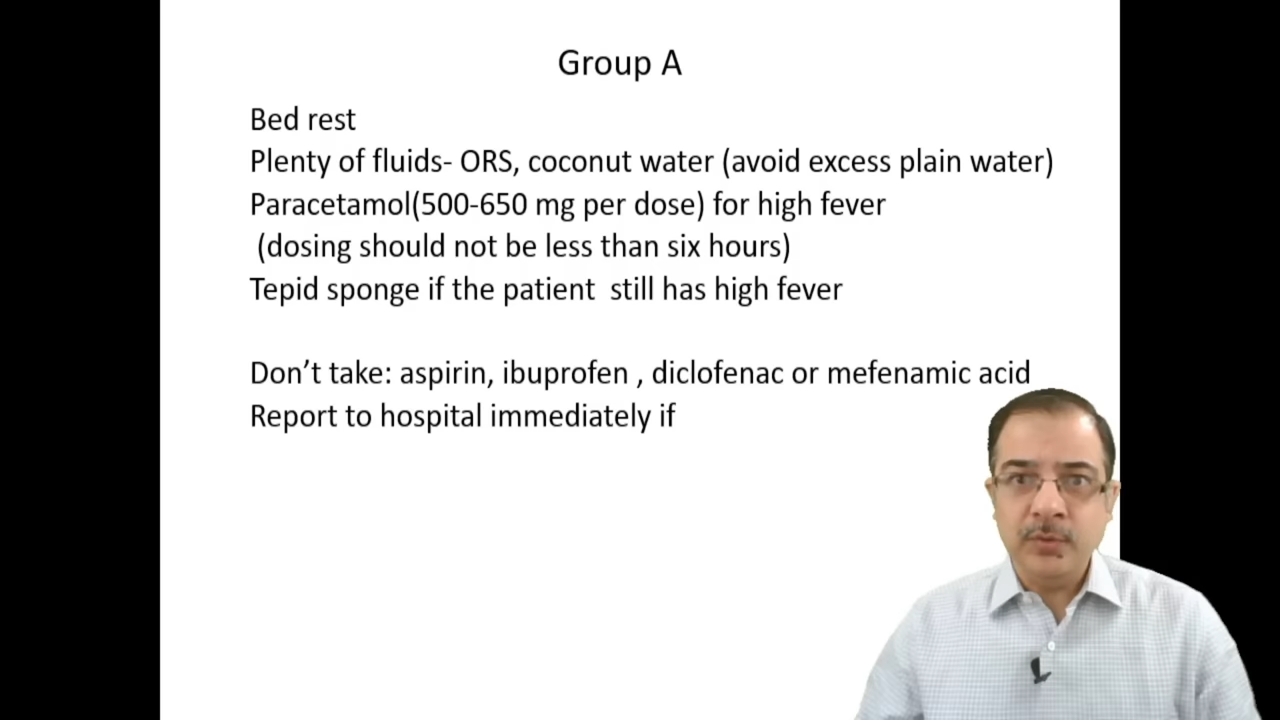 Group A
Bed rest
Plenty of fluids- ORS, coconut water (avoid excess plain water)
Paracetamol(500-650 mg per dose) for high fever
(dosing should not be less than six hours)
Tepid sponge if the patient still has high fever
Don’t take: aspirin, ibuprofen , diclofenac or mefenamic acid
Report to hospital immediately if